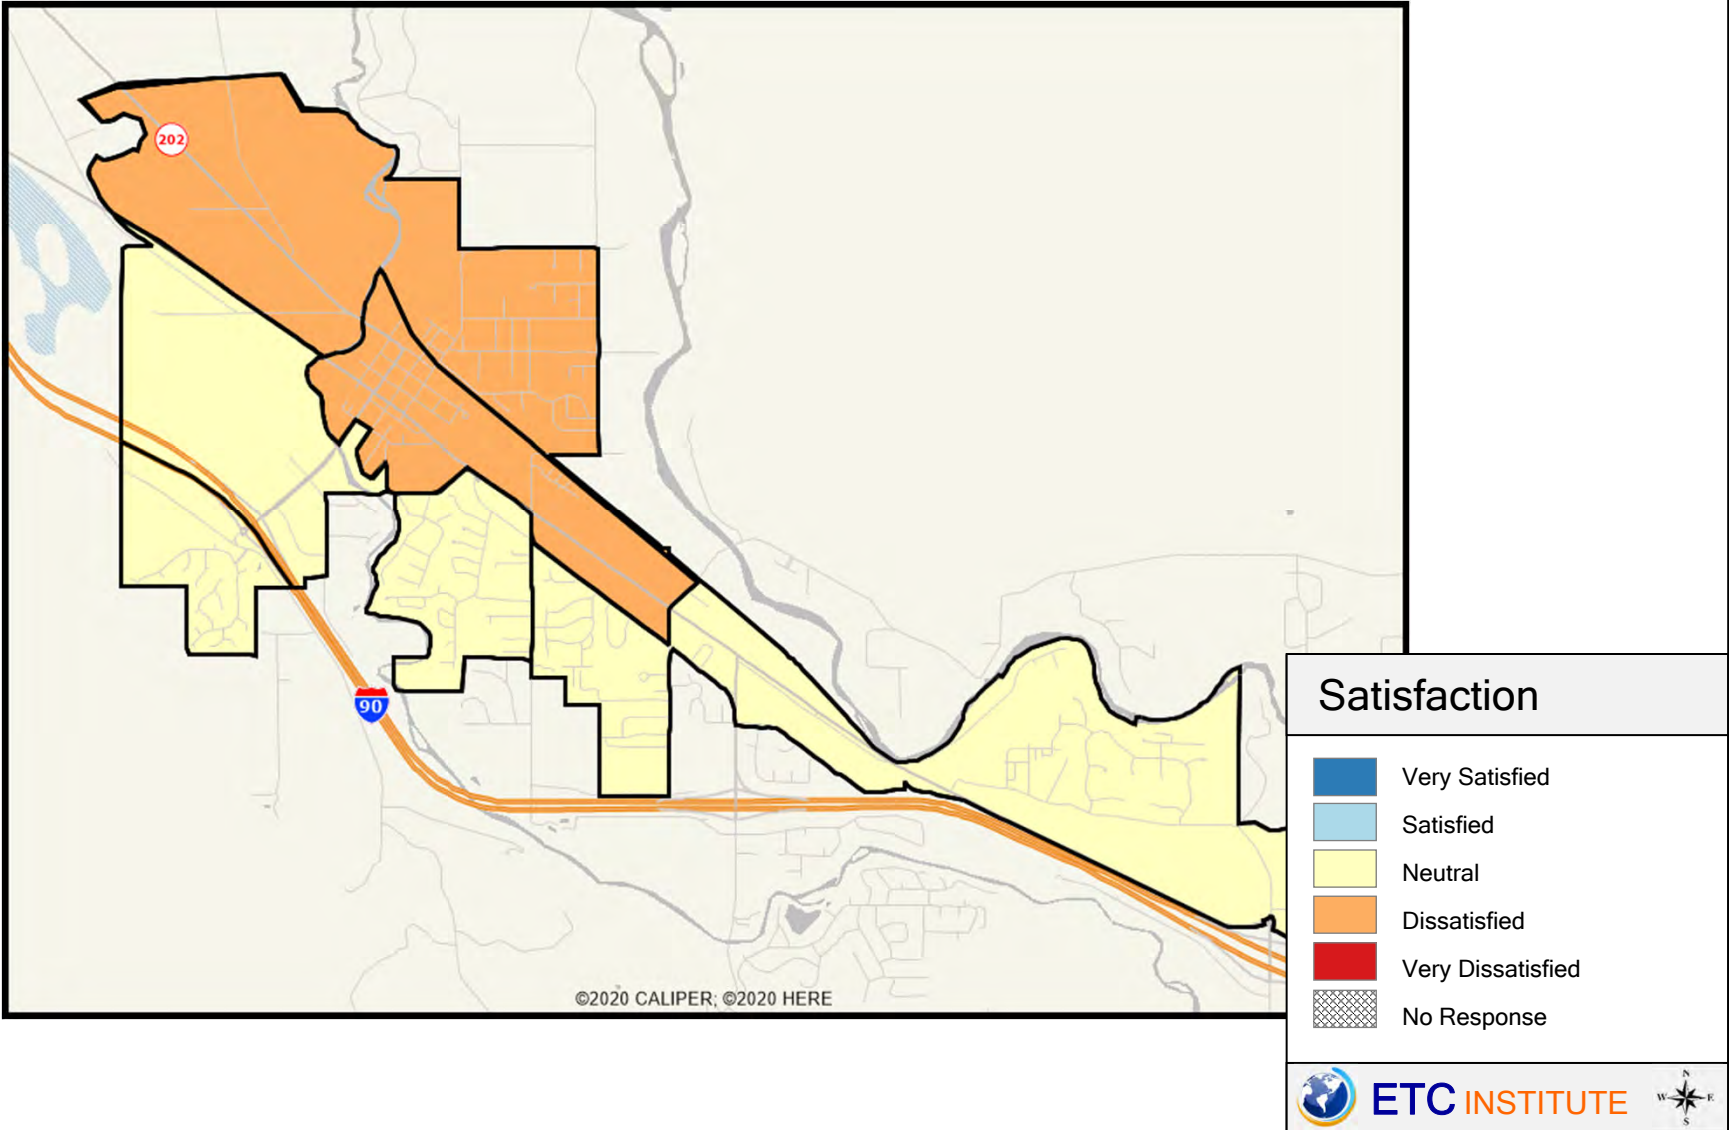 202
90
©2020 CALIPER; ©2020 HERE
Satisfaction
Very Satisfied
Satisfied
Neutral
Dissatisfied
Very Dissatisfied
No Response
ETC INSTITUTE
N
W E
S